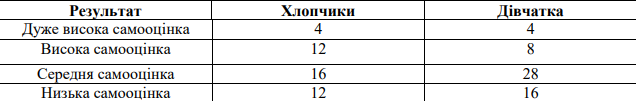 Результат Хлопчики Дівчатка
Дуже висока самооцінка 4 4
Висока самооцінка 12 8
Середня самооцінка 16 28
Низька самооцінка 12 16